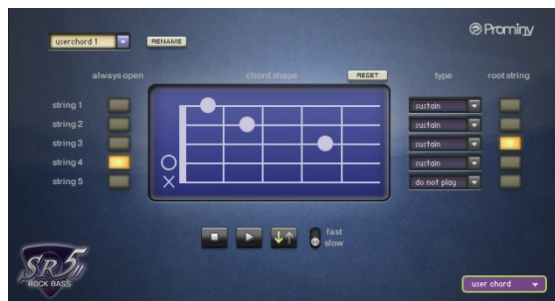 Prominy
userchord 1
RENAME
always open
chord shape
RESET
type
root string
string 1
sustain
string 2
sustain
string 3
sustain
string 4
sustain
string 5
do not play
fast
slow
SR5
ROCK BASS
user chord